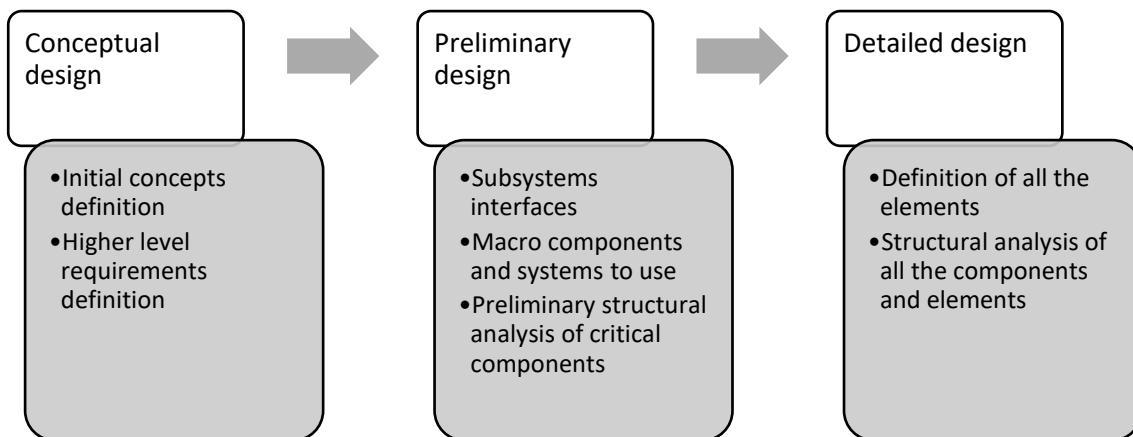 Conceptual
design
•Initial concepts
definition
•Higher level
requirements
definition
Preliminary
design
•Subsystems
interfaces
•Macro components
and systems to use
•Preliminary structural
analysis of critical
components
Detailed design
•Definition of all the
elements
•Structural analysis of
all the components
and elements